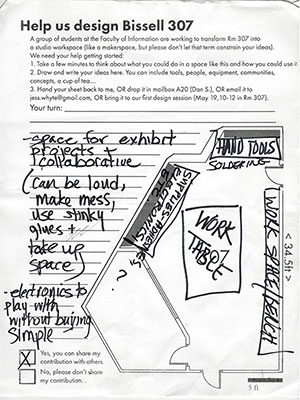 Help us design Bissell 307
A group of students at the Faculty of Information are working to transform Rm 307 into
a studio workspace (like a makerspace, but please don't let that term constrain your ideas).
We need your help getting started:
1. Take a few minutes to think about what you could do in a space like this and how you could use it
2. Draw and write your ideas here. You can include tools, people, equipment, communities,
concepts, a cup of tea...
3. Hand your sheet back to me, OR drop it in mailbox A20 (Dan S.), OR email it to
jess.whyte@gmail.com, OR bring it to our first design session (May 19, 10-12 in Rm 307).
Your turn:
- space for exhibit
projects +
collaborative
(can be loud,
make mess,
use stinky
glues +
take up
space)
- electronics to
play with
without buying
simple
HAND TOOLS
SOLDERING
SUPPLIES-
WORK
TABLE
WORK SPACE/BENCH
?
< 34.5ft >
5 ft
X
Yes, you can share my
contribution with others.
No, please don't share
my contribution. .